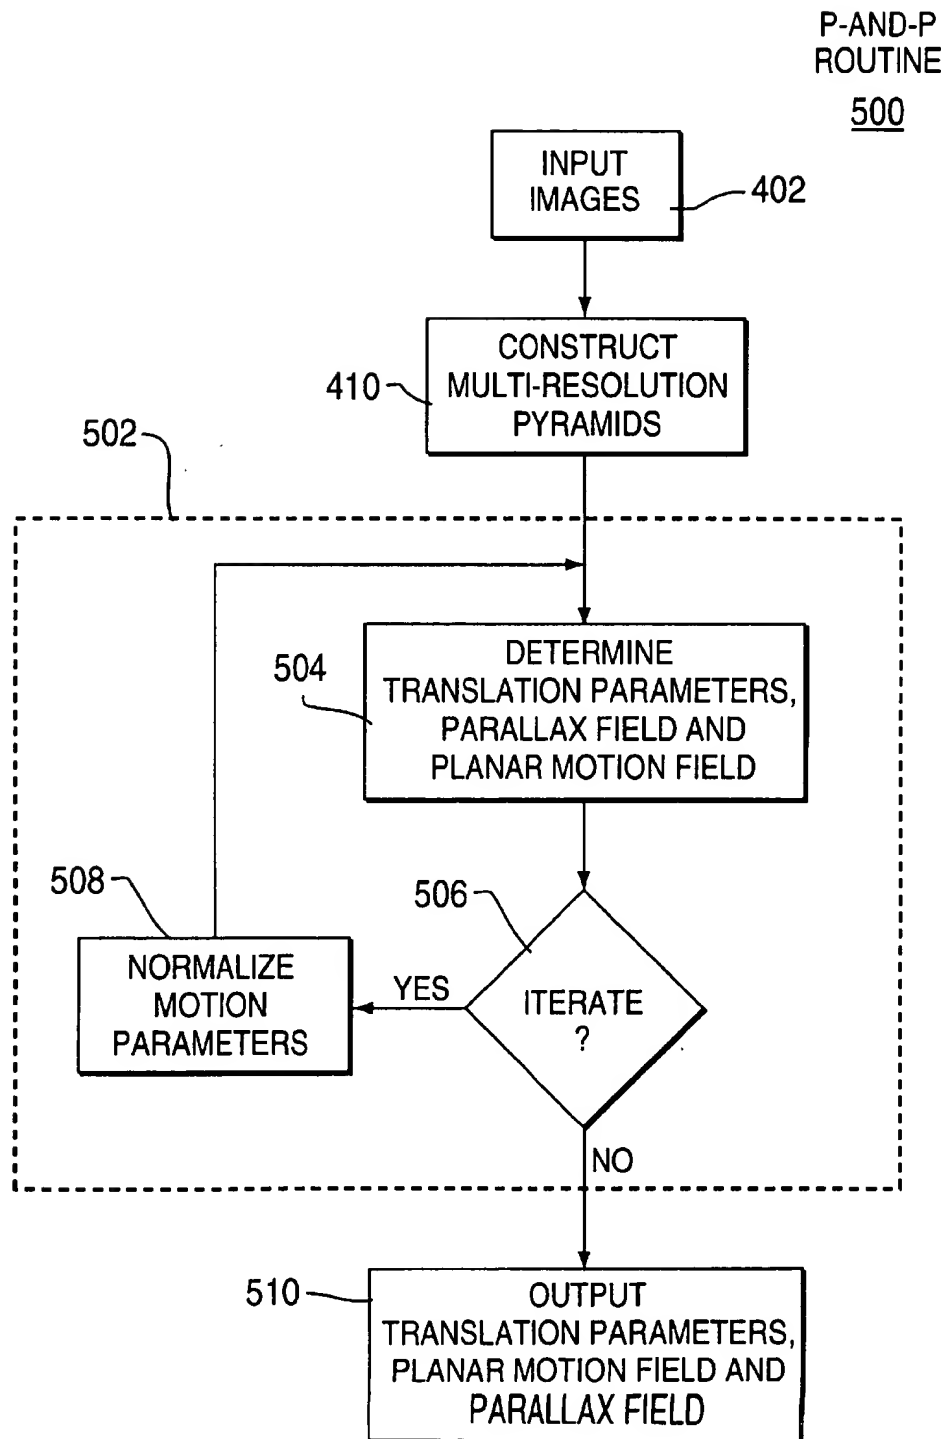 P-AND-P
ROUTINE
500
INPUT
IMAGES
402
CONSTRUCT
MULTI-RESOLUTION
PYRAMIDS
410
502
DETERMINE
TRANSLATION PARAMETERS,
PARALLAX FIELD AND
PLANAR MOTION FIELD
504
506
508
NORMALIZE
MOTION
PARAMETERS
YES
ITERATE
?
NO
510
OUTPUT
TRANSLATION PARAMETERS,
PLANAR MOTION FIELD AND
PARALLAX FIELD